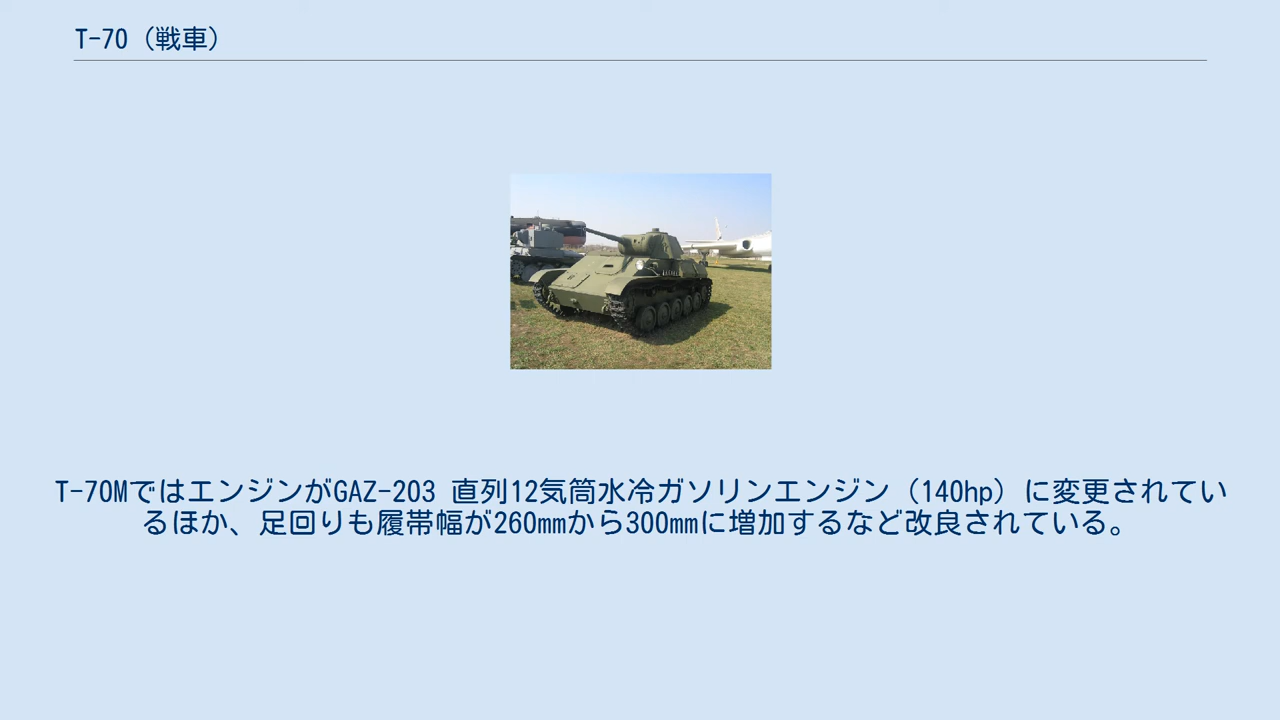 T-70（戦車）
T-70MではエンジンがGAZ-203 直列12気筒水冷ガソリンエンジン（140hp）に変更されてい
るほか、足回りも履帯幅が260mmから300mmに増加するなど改良されている。